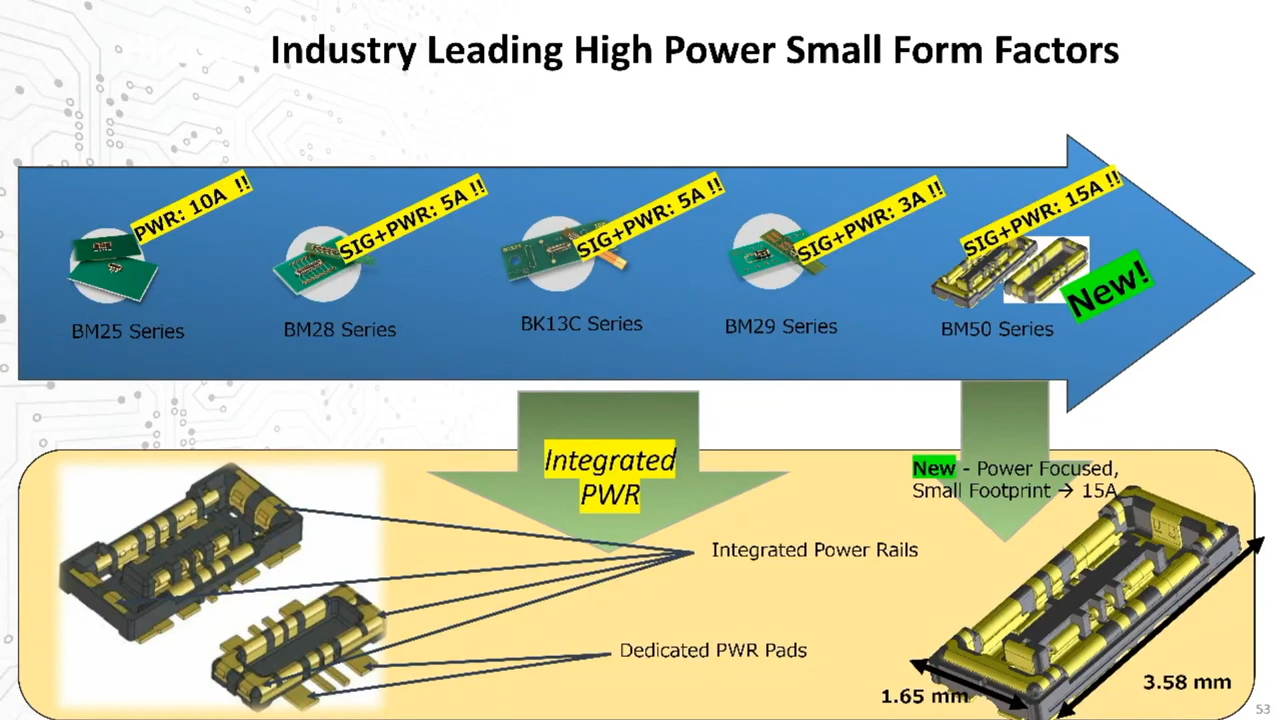 Industry Leading High Power Small Form Factors
PWR: 10A !!
SIG+PWR: 5A !!
SIG+PWR: 5A !!
SIG+PWR: 3A !!
SIG+PWR: 15A !!
New!
BM25 Series
BM28 Series
BK13C Series
BM29 Series
BM50 Series
Integrated
PWR
New - Power Focused,
Small Footprint → 15A
Integrated Power Rails
Dedicated PWR Pads
1.65 mm
3.58 mm
53